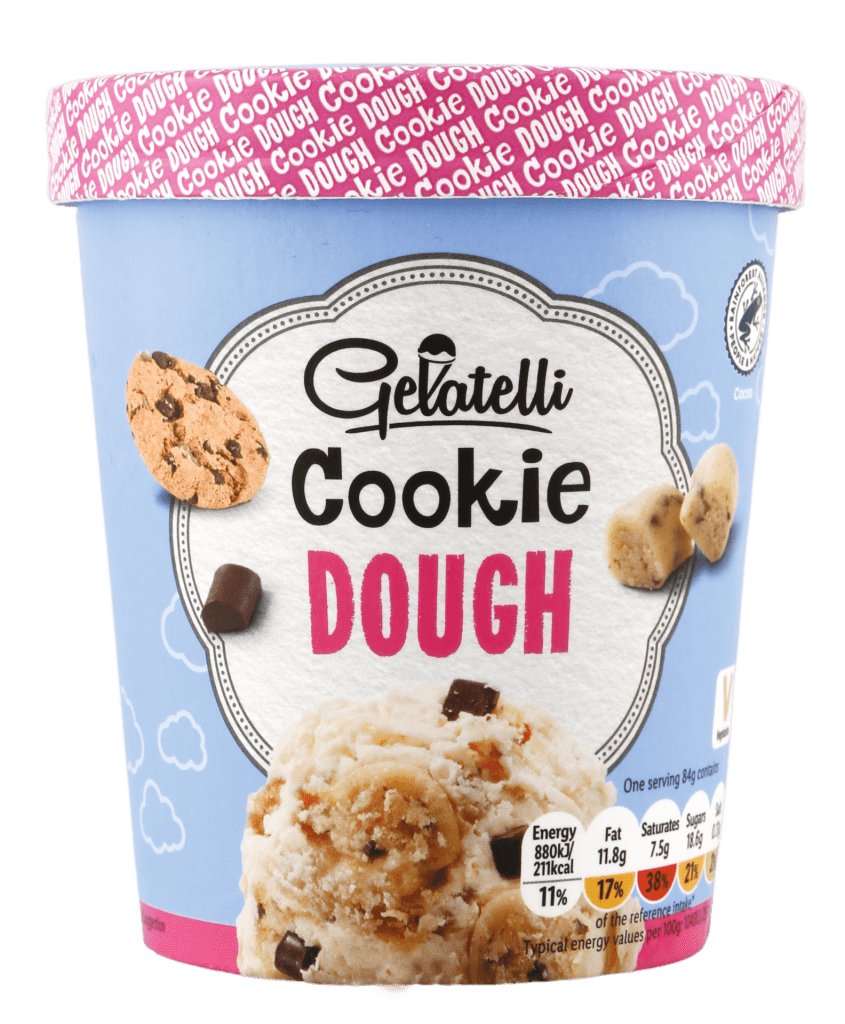 Cookie DOUGH Cookie DOUGH Cookie DOUGH
Gelatelli
Cookie
DOUGH
Cocoa
V
One serving 84g contains
Energy
880kJ/
211kcal
11%
Fat
11.8g
17%
Saturates
7.5g
38%
Sugars
18.6g
21%
of the reference intake*
Typical energy values per 100g: